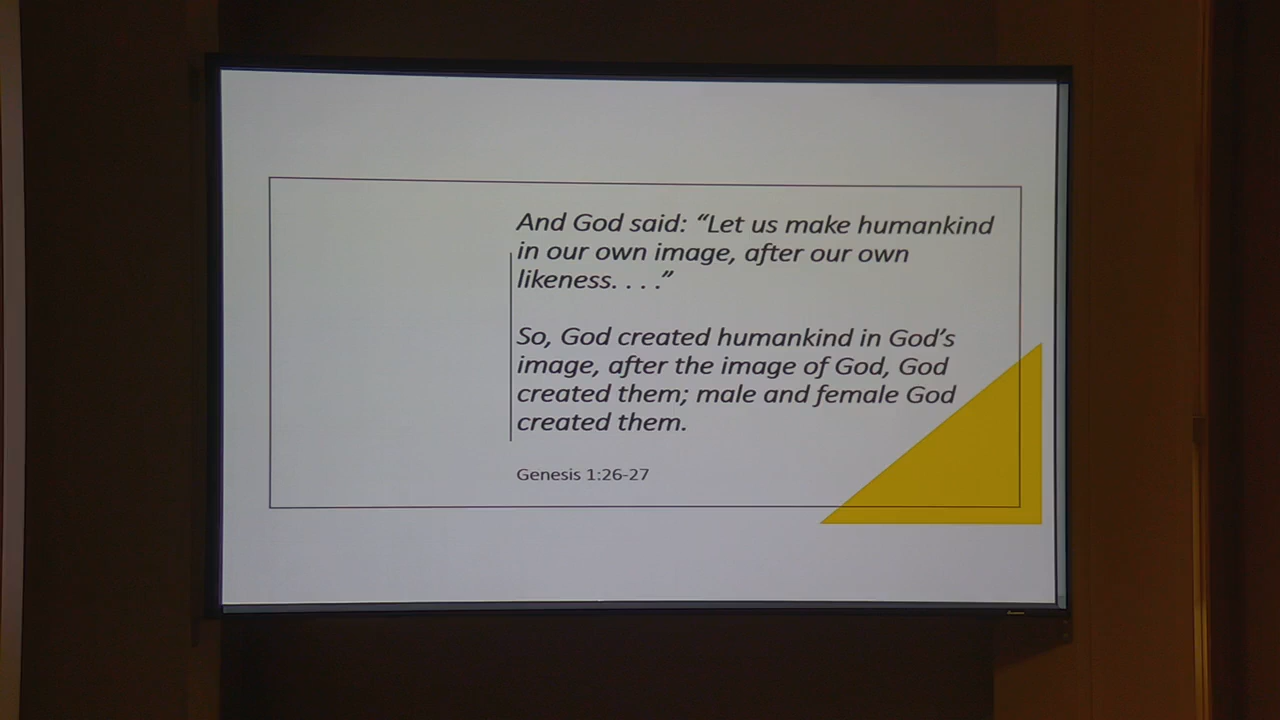 And God said: “Let us make humankind
in our own image, after our own
likeness. . . .”
So, God created humankind in God’s
image, after the image of God, God
created them; male and female God
created them.
Genesis 1:26-27